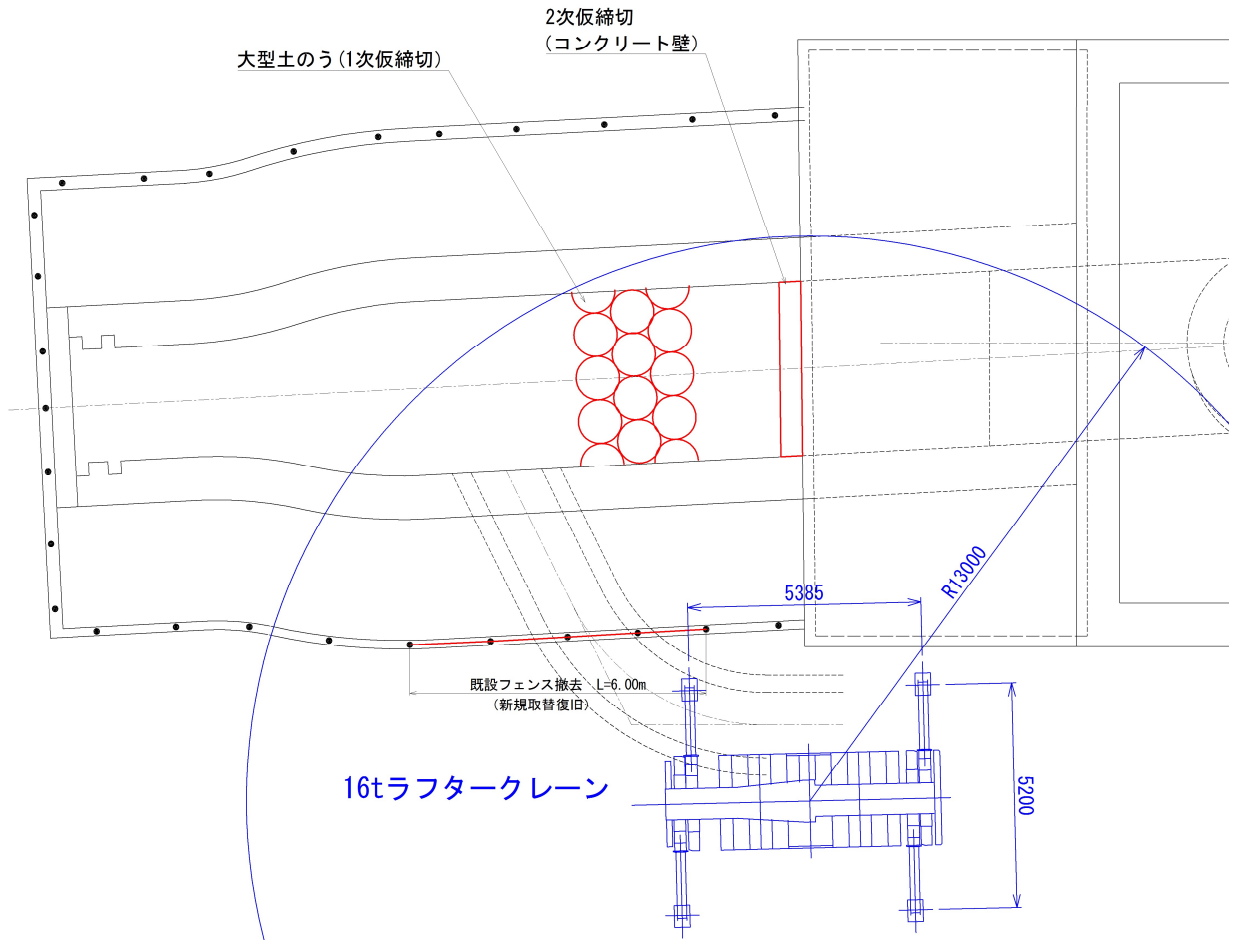 2次仮締切
(コンクリート壁)
大型土のう(1次仮締切)
R13000
5385
既設フェンス撤去 L=6.00m
(新規取替復旧)
16tラフタークレーン
5200